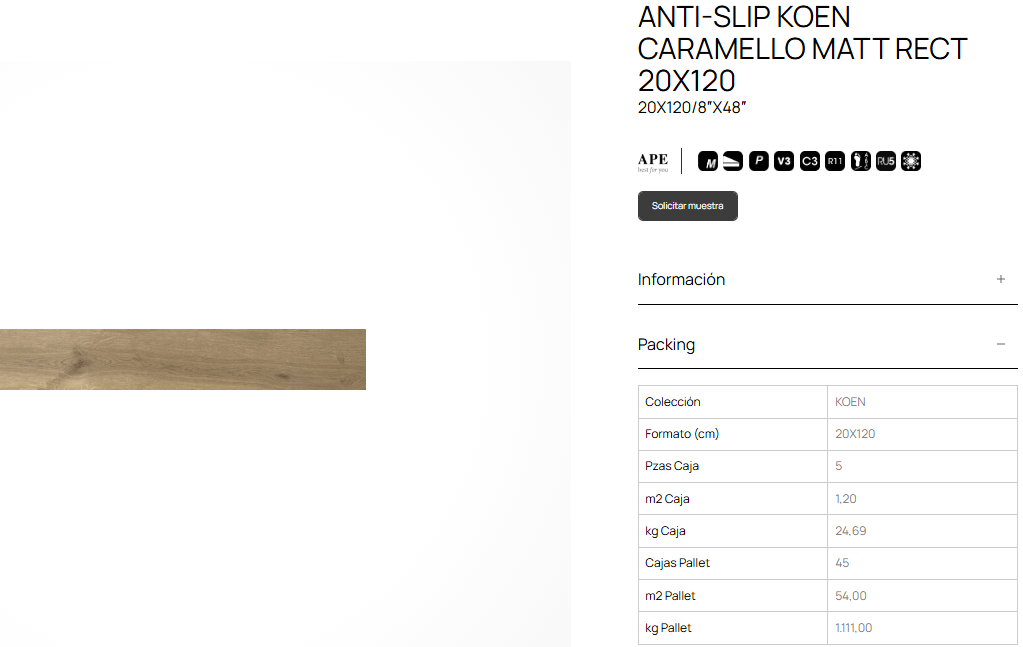 ANTI-SLIP KOEN
CARAMELLO MATT RECT
20X120
20X120/8″X48″
APE
best for you
M
P
V3
C3
R11
RU5
Solicitar muestra
Información
+
Packing
−
Colección KOEN
Formato (cm) 20X120
Pzas Caja 5
m2 Caja 1,20
kg Caja 24,69
Cajas Pallet 45
m2 Pallet 54,00
kg Pallet 1.111,00